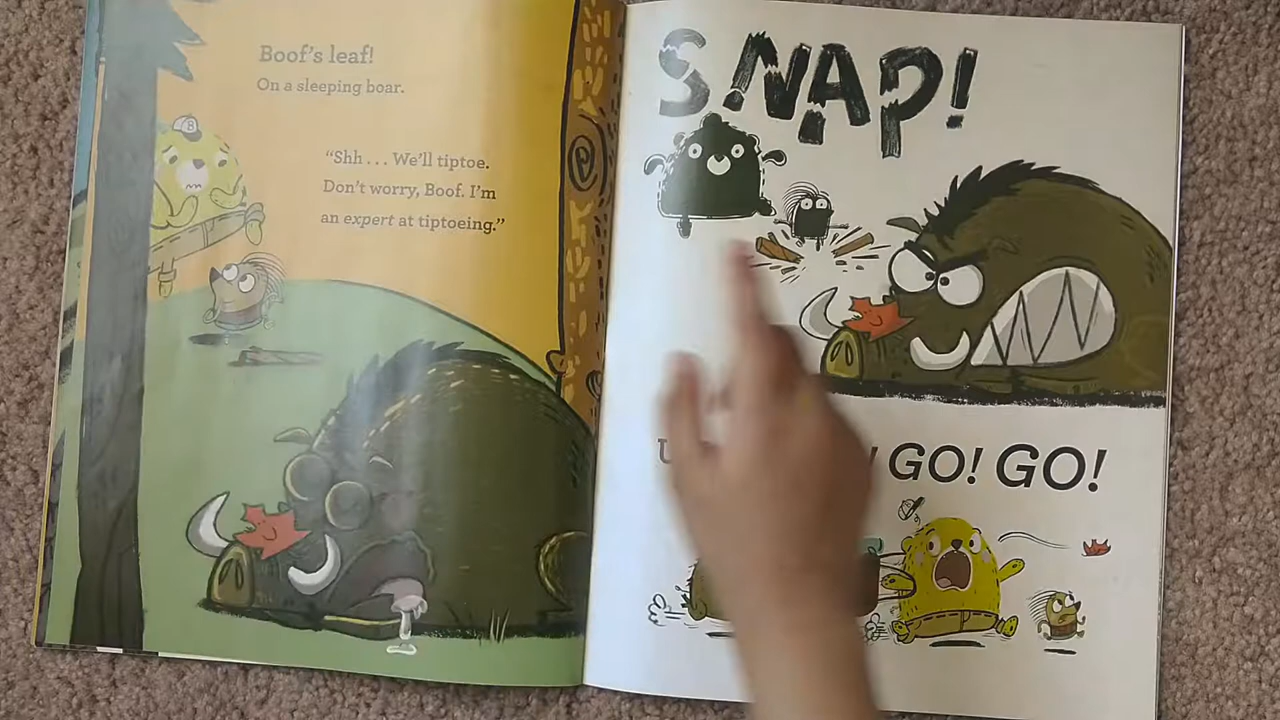 Boof's leaf!
On a sleeping boar.
B
"Shh . . . We'll tiptoe.
Don't worry, Boof. I'm
an expert at tiptoeing."
SNAP!
GO! GO!